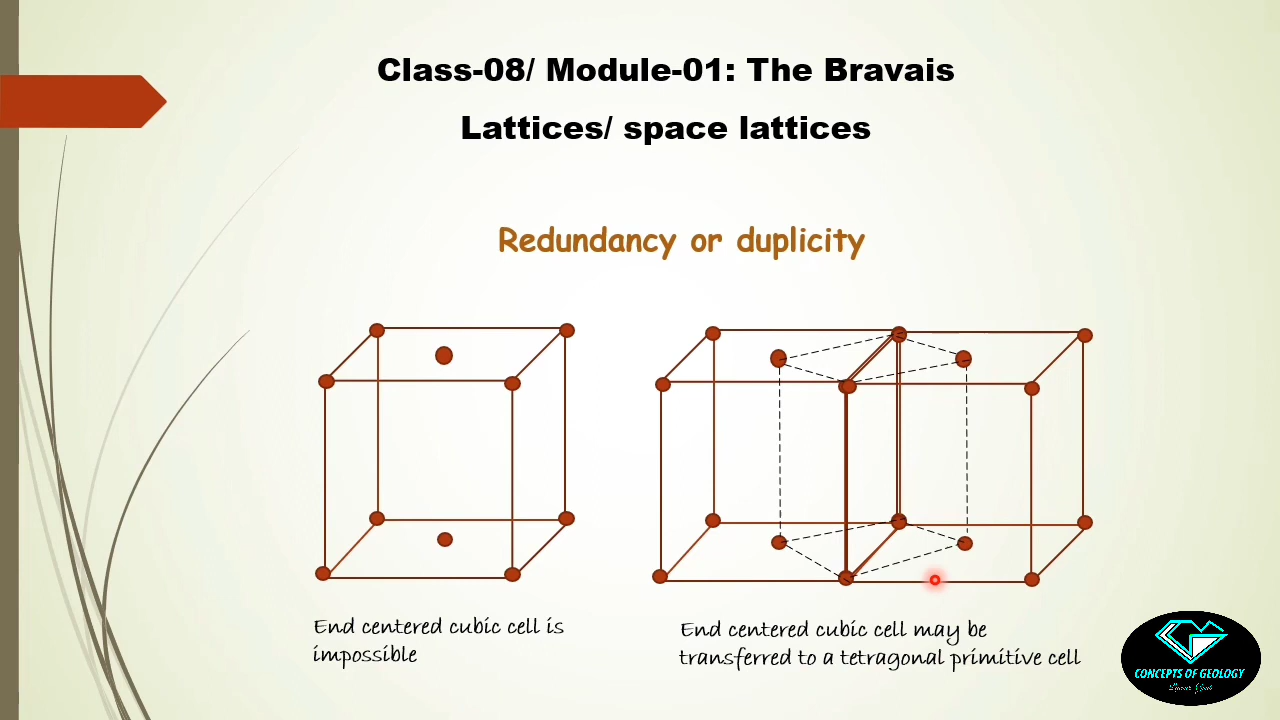 Class-08/ Module-01: The Bravais
Lattices/ space lattices
Redundancy or duplicity
End centered cubic cell is
impossible
End centered cubic cell may be
transferred to a tetragonal primitive cell
CONCEPTS OF GEOLOGY